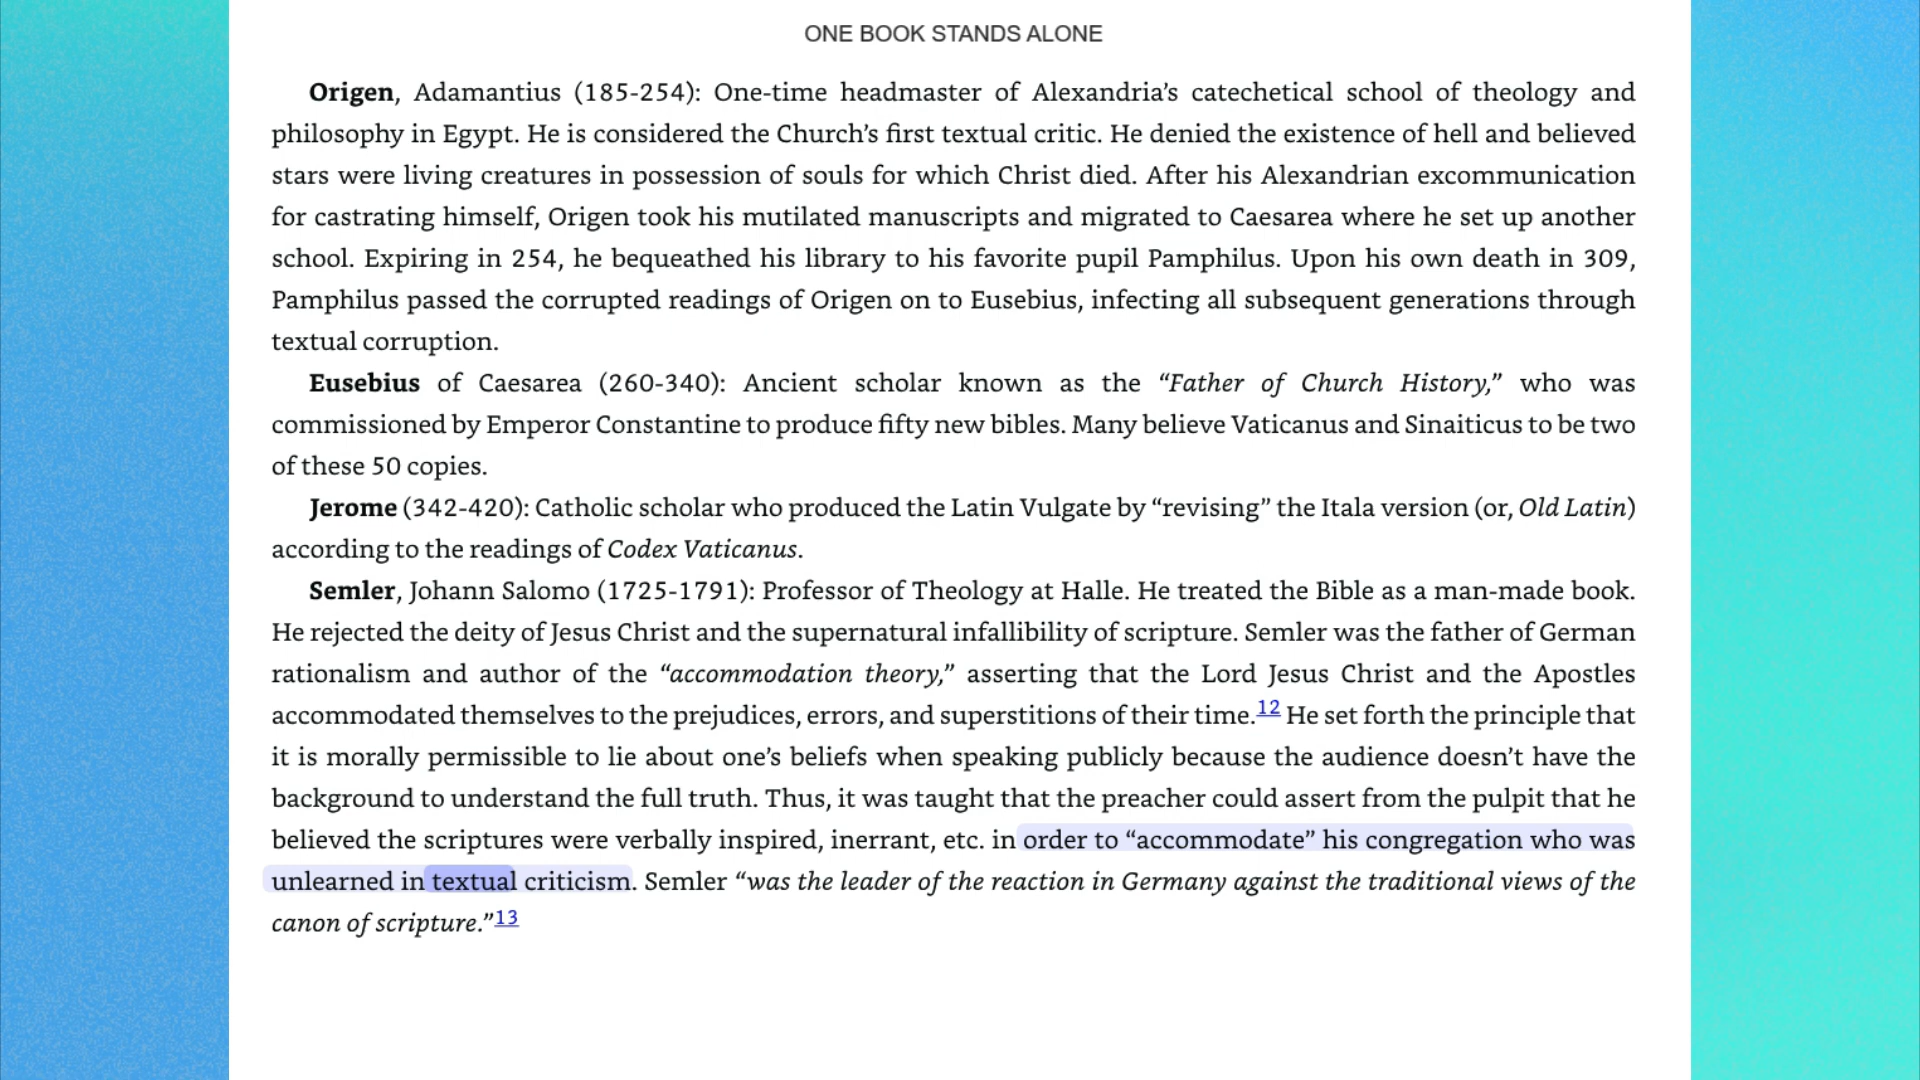 ONE BOOK STANDS ALONE
Origen, Adamantius (185-254): One-time headmaster of Alexandria’s catechetical school of theology and
philosophy in Egypt. He is considered the Church’s first textual critic. He denied the existence of hell and believed
stars were living creatures in possession of souls for which Christ died. After his Alexandrian excommunication
for castrating himself, Origen took his mutilated manuscripts and migrated to Caesarea where he set up another
school. Expiring in 254, he bequeathed his library to his favorite pupil Pamphilus. Upon his own death in 309,
Pamphilus passed the corrupted readings of Origen on to Eusebius, infecting all subsequent generations through
textual corruption.
Eusebius of Caesarea (260-340): Ancient scholar known as the “Father of Church History,” who was
commissioned by Emperor Constantine to produce fifty new bibles. Many believe Vaticanus and Sinaiticus to be two
of these 50 copies.
Jerome (342-420): Catholic scholar who produced the Latin Vulgate by “revising” the Itala version (or, Old Latin)
according to the readings of Codex Vaticanus.
Semler, Johann Salomo (1725-1791): Professor of Theology at Halle. He treated the Bible as a man-made book.
He rejected the deity of Jesus Christ and the supernatural infallibility of scripture. Semler was the father of German
rationalism and author of the “accommodation theory,” asserting that the Lord Jesus Christ and the Apostles
accommodated themselves to the prejudices, errors, and superstitions of their time.12 He set forth the principle that
it is morally permissible to lie about one’s beliefs when speaking publicly because the audience doesn’t have the
background to understand the full truth. Thus, it was taught that the preacher could assert from the pulpit that he
believed the scriptures were verbally inspired, inerrant, etc. in order to “accommodate” his congregation who was
unlearned in textual criticism. Semler “was the leader of the reaction in Germany against the traditional views of the
canon of scripture.”13